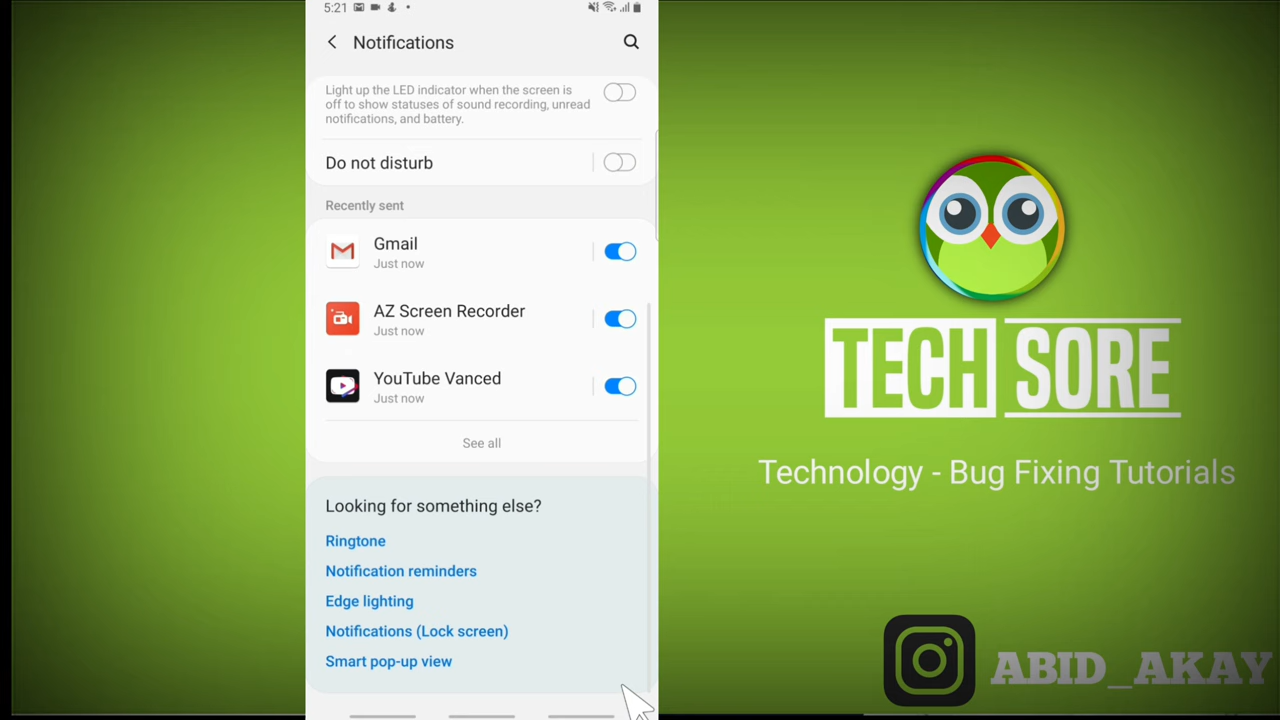 5:21
Notifications
Light up the LED indicator when the screen is
off to show statuses of sound recording, unread
notifications, and battery.
Do not disturb
Recently sent
Gmail
Just now
AZ Screen Recorder
Just now
YouTube Vanced
Just now
See all
Looking for something else?
Ringtone
Notification reminders
Edge lighting
Notifications (Lock screen)
Smart pop-up view
TECH SORE
Technology - Bug Fixing Tutorials
ABID_AKAY